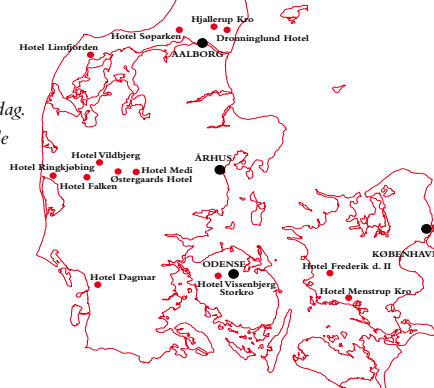 Hjallerup Kro
Hotel Søparken
Dronninglund Hotel
Hotel Limfjorden
AALBORG
dag.
de
Hotel Vildbjerg
ÅRHUS
Hotel Ringkjøbing
Hotel Medi
Østergaards Hotel
Hotel Falken
KØBENHAVN
ODENSE
Hotel Frederik d. II
Hotel Dagmar
Hotel Vissenbjerg
Storkro
Hotel Menstrup Kro